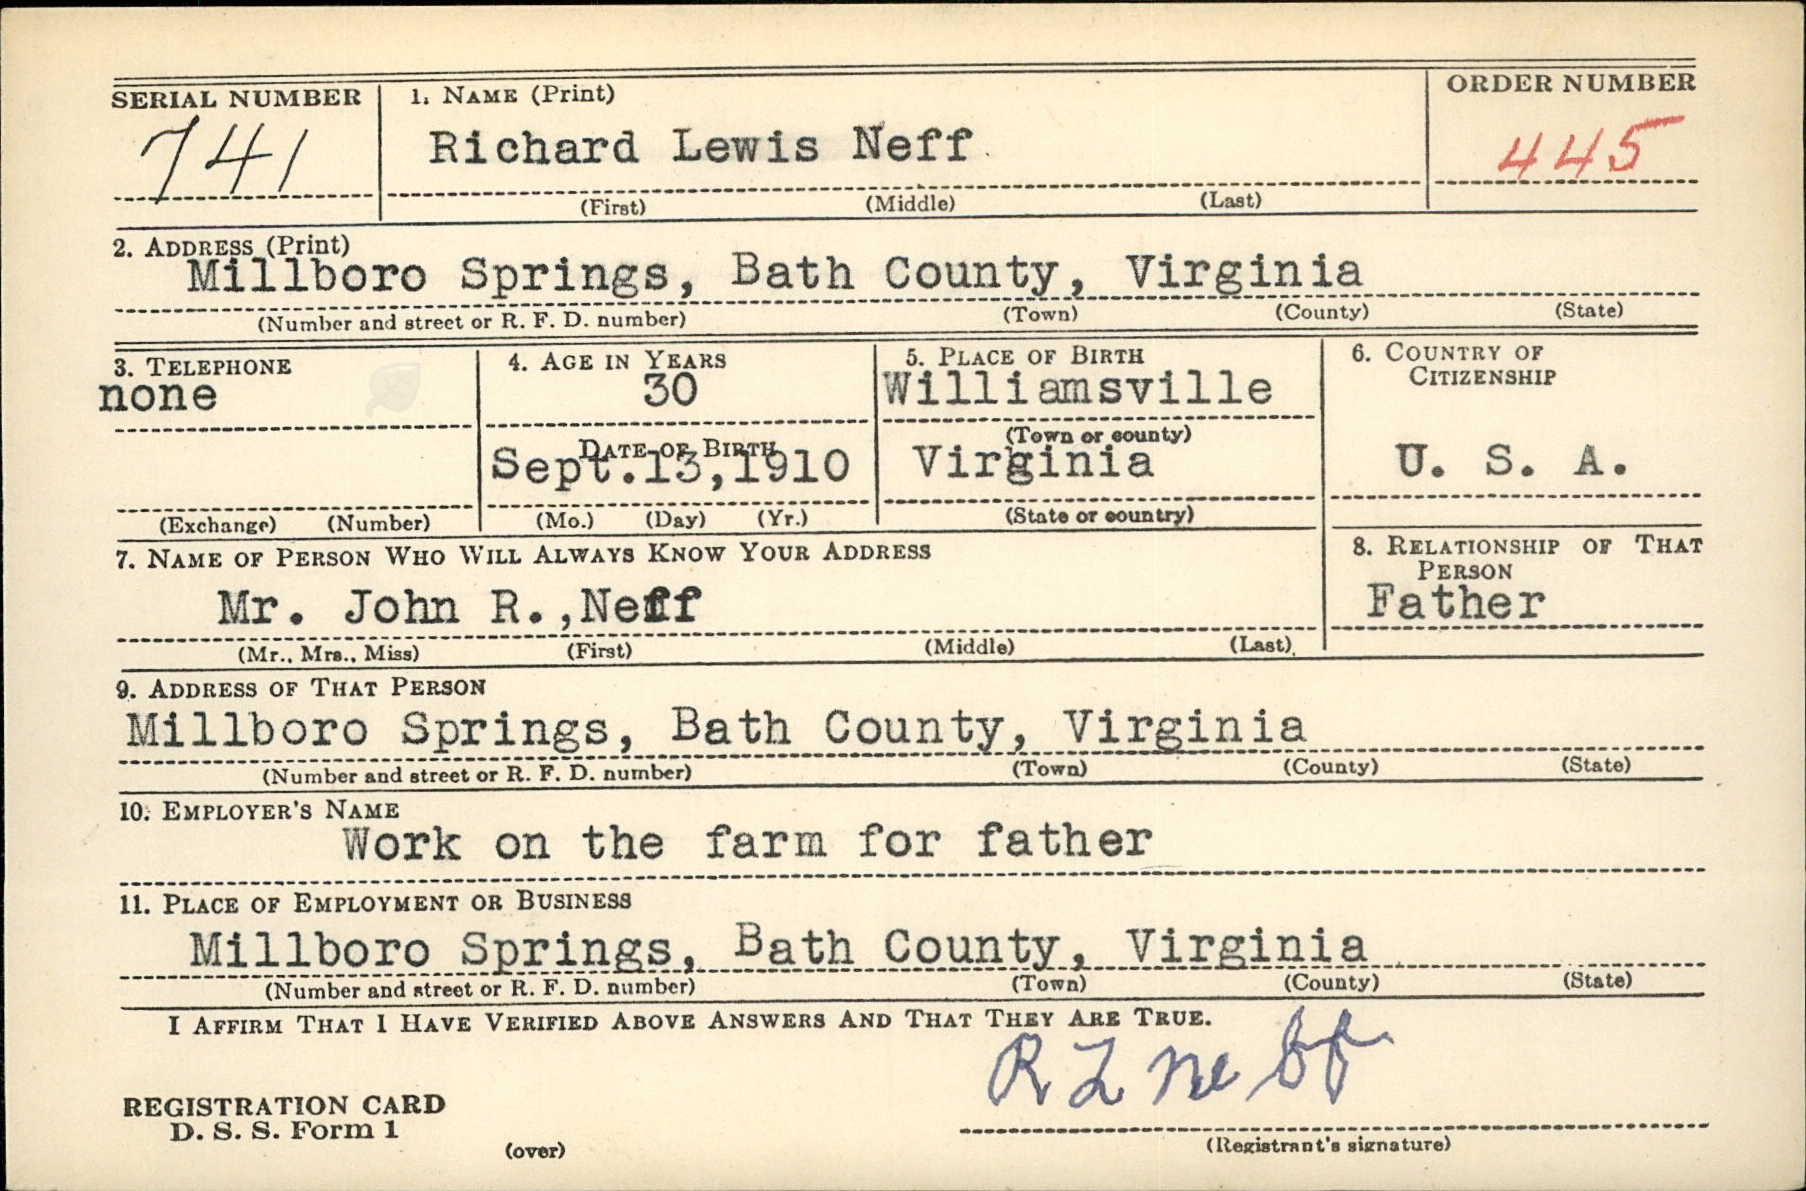 SERIAL NUMBER 1. NAME (Print) ORDER NUMBER
741 Richard Lewis Neff 445
(First) (Middle) (Last)
2. ADDRESS (Print)
Millboro Springs, Bath County, Virginia
(Number and street or R. F. D. number) (Town) (County) (State)
3. TELEPHONE 4. AGE IN YEARS 5. PLACE OF BIRTH 6. COUNTRY OF
CITIZENSHIP
none 30 Williamsville
DATE OF BIRTH (Town or county)
Sept.13,1910 Virginia U. S. A.
(Exchange) (Number) (Mo.) (Day) (Yr.) (State or country)
7. NAME OF PERSON WHO WILL ALWAYS KNOW YOUR ADDRESS 8. RELATIONSHIP OF THAT
PERSON
Mr. John R.,Neff Father
(Mr., Mrs., Miss) (First) (Middle) (Last)
9. ADDRESS OF THAT PERSON
Millboro Springs, Bath County, Virginia
(Number and street or R. F. D. number) (Town) (County) (State)
10. EMPLOYER'S NAME
Work on the farm for father
11. PLACE OF EMPLOYMENT OR BUSINESS
Millboro Springs, Bath County, Virginia
(Number and street or R. F. D. number) (Town) (County) (State)
I AFFIRM THAT I HAVE VERIFIED ABOVE ANSWERS AND THAT THEY ARE TRUE.
R L Neff
REGISTRATION CARD
D. S. S. Form 1
(over) (Registrant's signature)